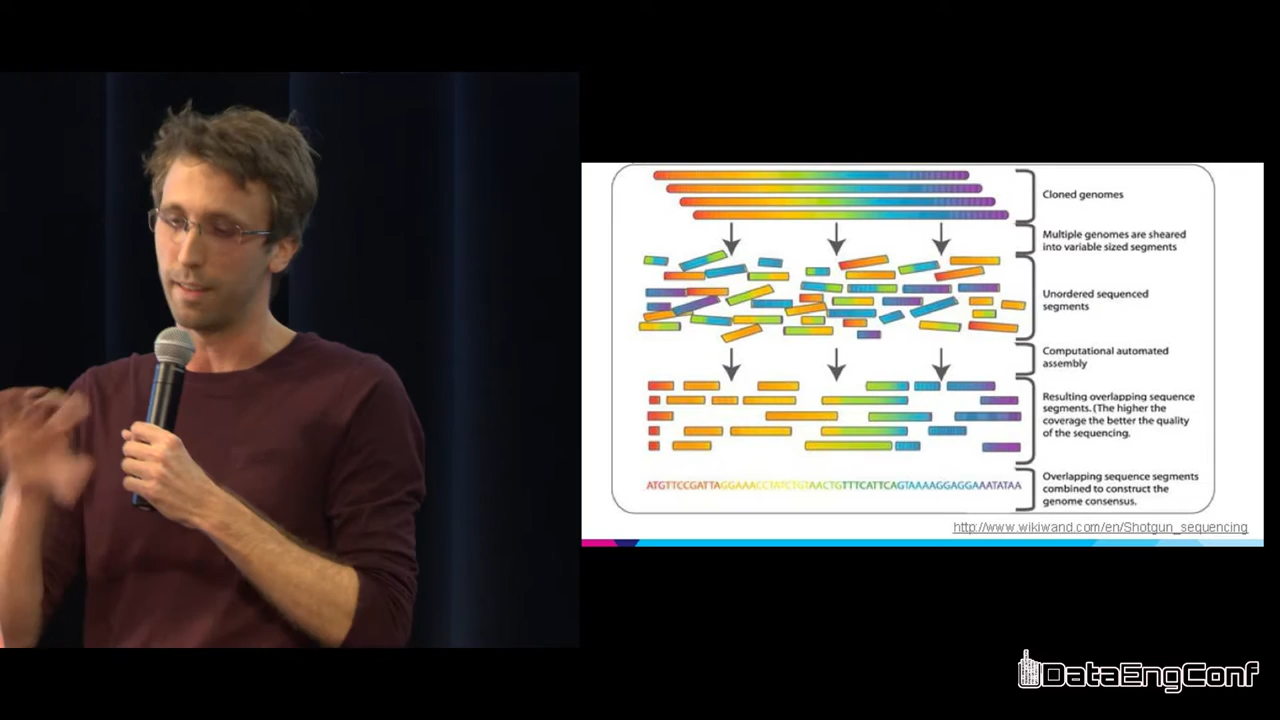 Cloned genomes
Multiple genomes are sheared
into variable sized segments
Unordered sequenced
segments
Computational automated
assembly
Resulting overlapping sequence
segments. (The higher the
coverage the better the quality
of the sequencing.
ATGTTCCGATTAGGAAACCTATCTGTAACTGTTTCATTCAGTAAAAGGAGGAAATATAA
Overlapping sequence segments
combined to construct the
genome consensus.
http://www.wikiwand.com/en/Shotgun_sequencing
DataEngConf